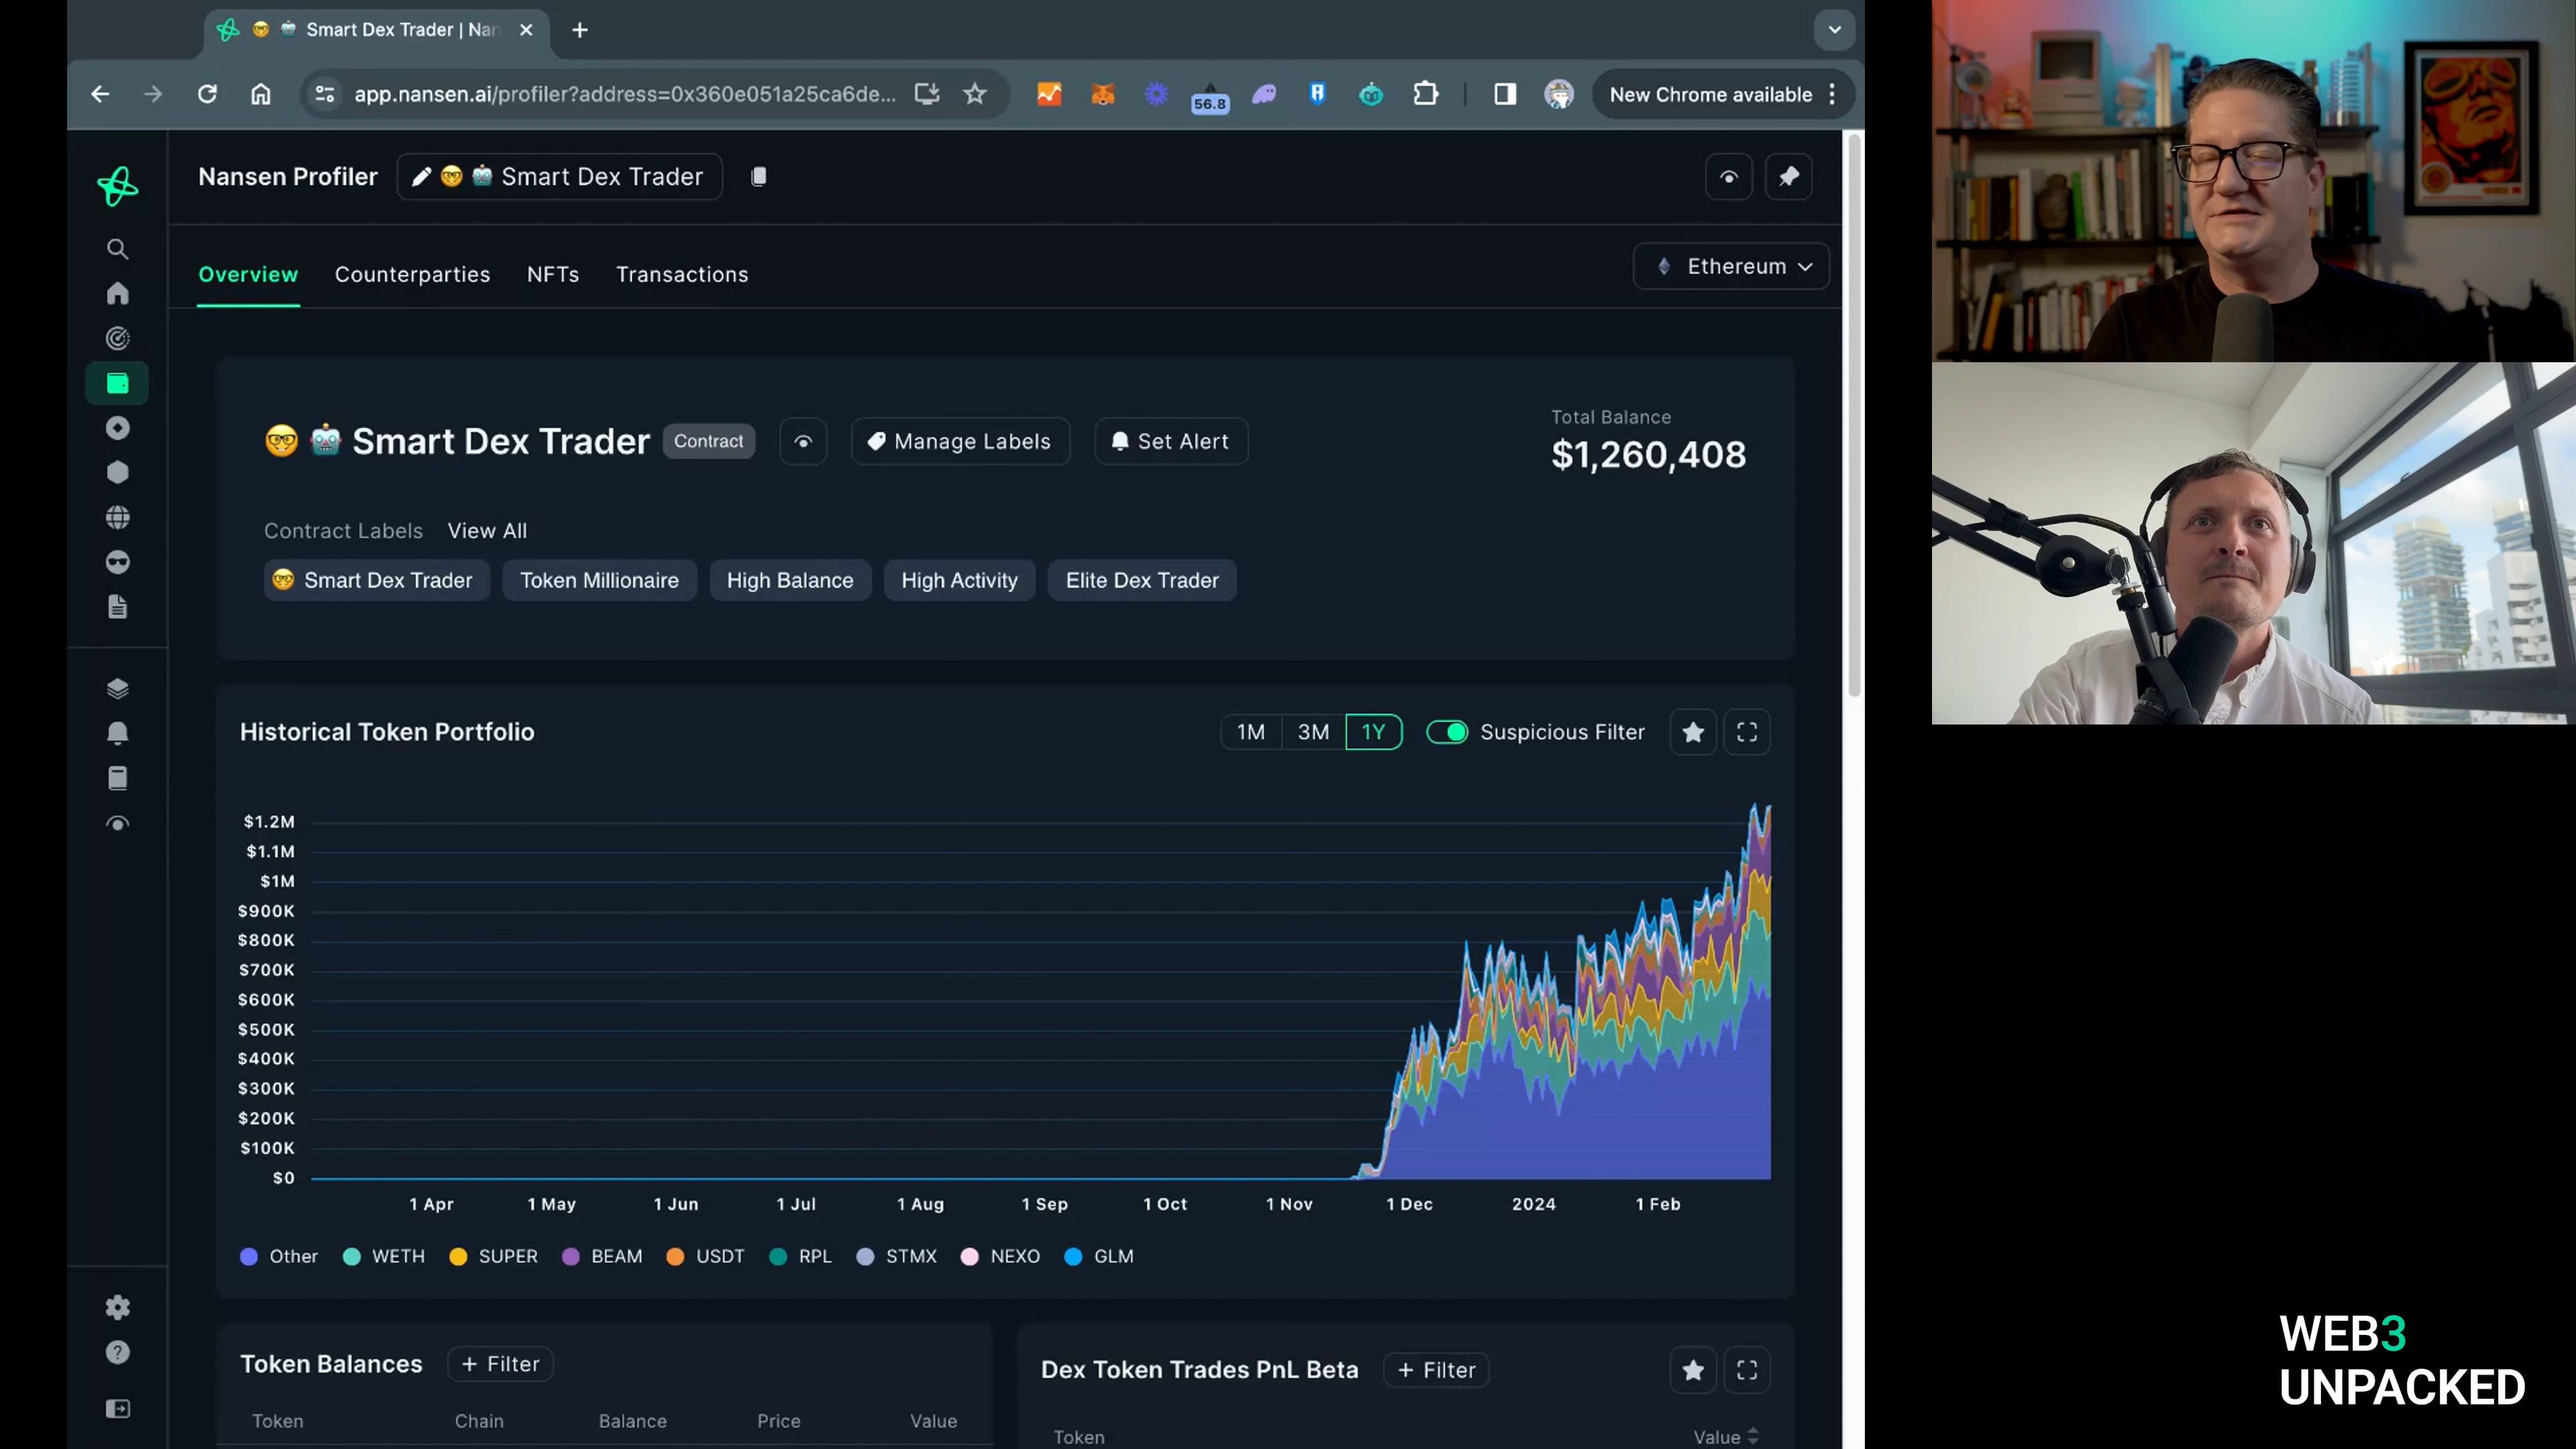 Smart Dex Trader | Nan
app.nansen.ai/profiler?address=0x360e051a25ca6de...
56.8
New Chrome available
Nansen Profiler
Smart Dex Trader
Overview
Counterparties
NFTs
Transactions
Ethereum
Smart Dex Trader
Contract
Manage Labels
Set Alert
Total Balance
$1,260,408
Contract Labels
View All
Smart Dex Trader
Token Millionaire
High Balance
High Activity
Elite Dex Trader
Historical Token Portfolio
1M
3M
1Y
Suspicious Filter
$1.2M
$1.1M
$1M
$900K
$800K
$700K
$600K
$500K
$400K
$300K
$200K
$100K
$0
1 Apr
1 May
1 Jun
1 Jul
1 Aug
1 Sep
1 Oct
1 Nov
1 Dec
2024
1 Feb
Other
WETH
SUPER
BEAM
USDT
RPL
STMX
NEXO
GLM
Token Balances
+ Filter
Token
Chain
Balance
Price
Value
Dex Token Trades PnL Beta
+ Filter
Token
Value
WEB3
UNPACKED